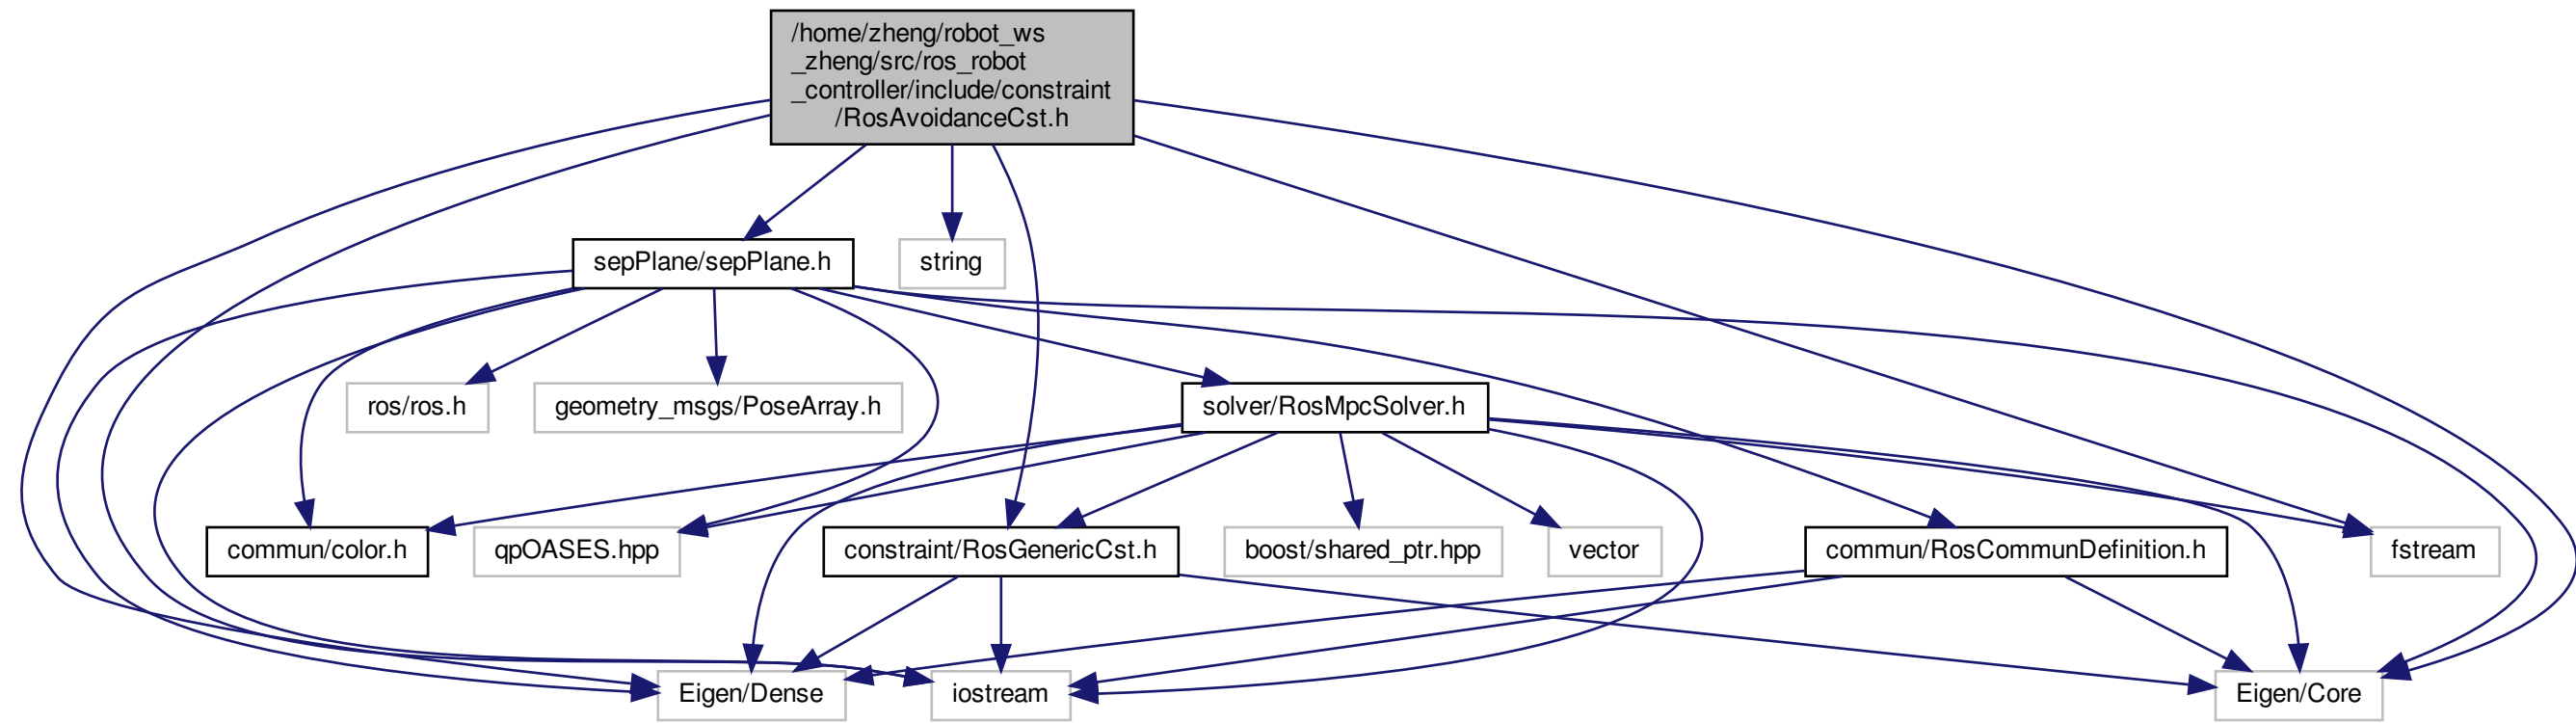 /home/zheng/robot_ws
_zheng/src/ros_robot
_controller/include/constraint
/RosAvoidanceCst.h
sepPlane/sepPlane.h
string
ros/ros.h
geometry_msgs/PoseArray.h
solver/RosMpcSolver.h
commun/color.h
qpOASES.hpp
constraint/RosGenericCst.h
boost/shared_ptr.hpp
vector
commun/RosCommunDefinition.h
fstream
Eigen/Dense
iostream
Eigen/Core